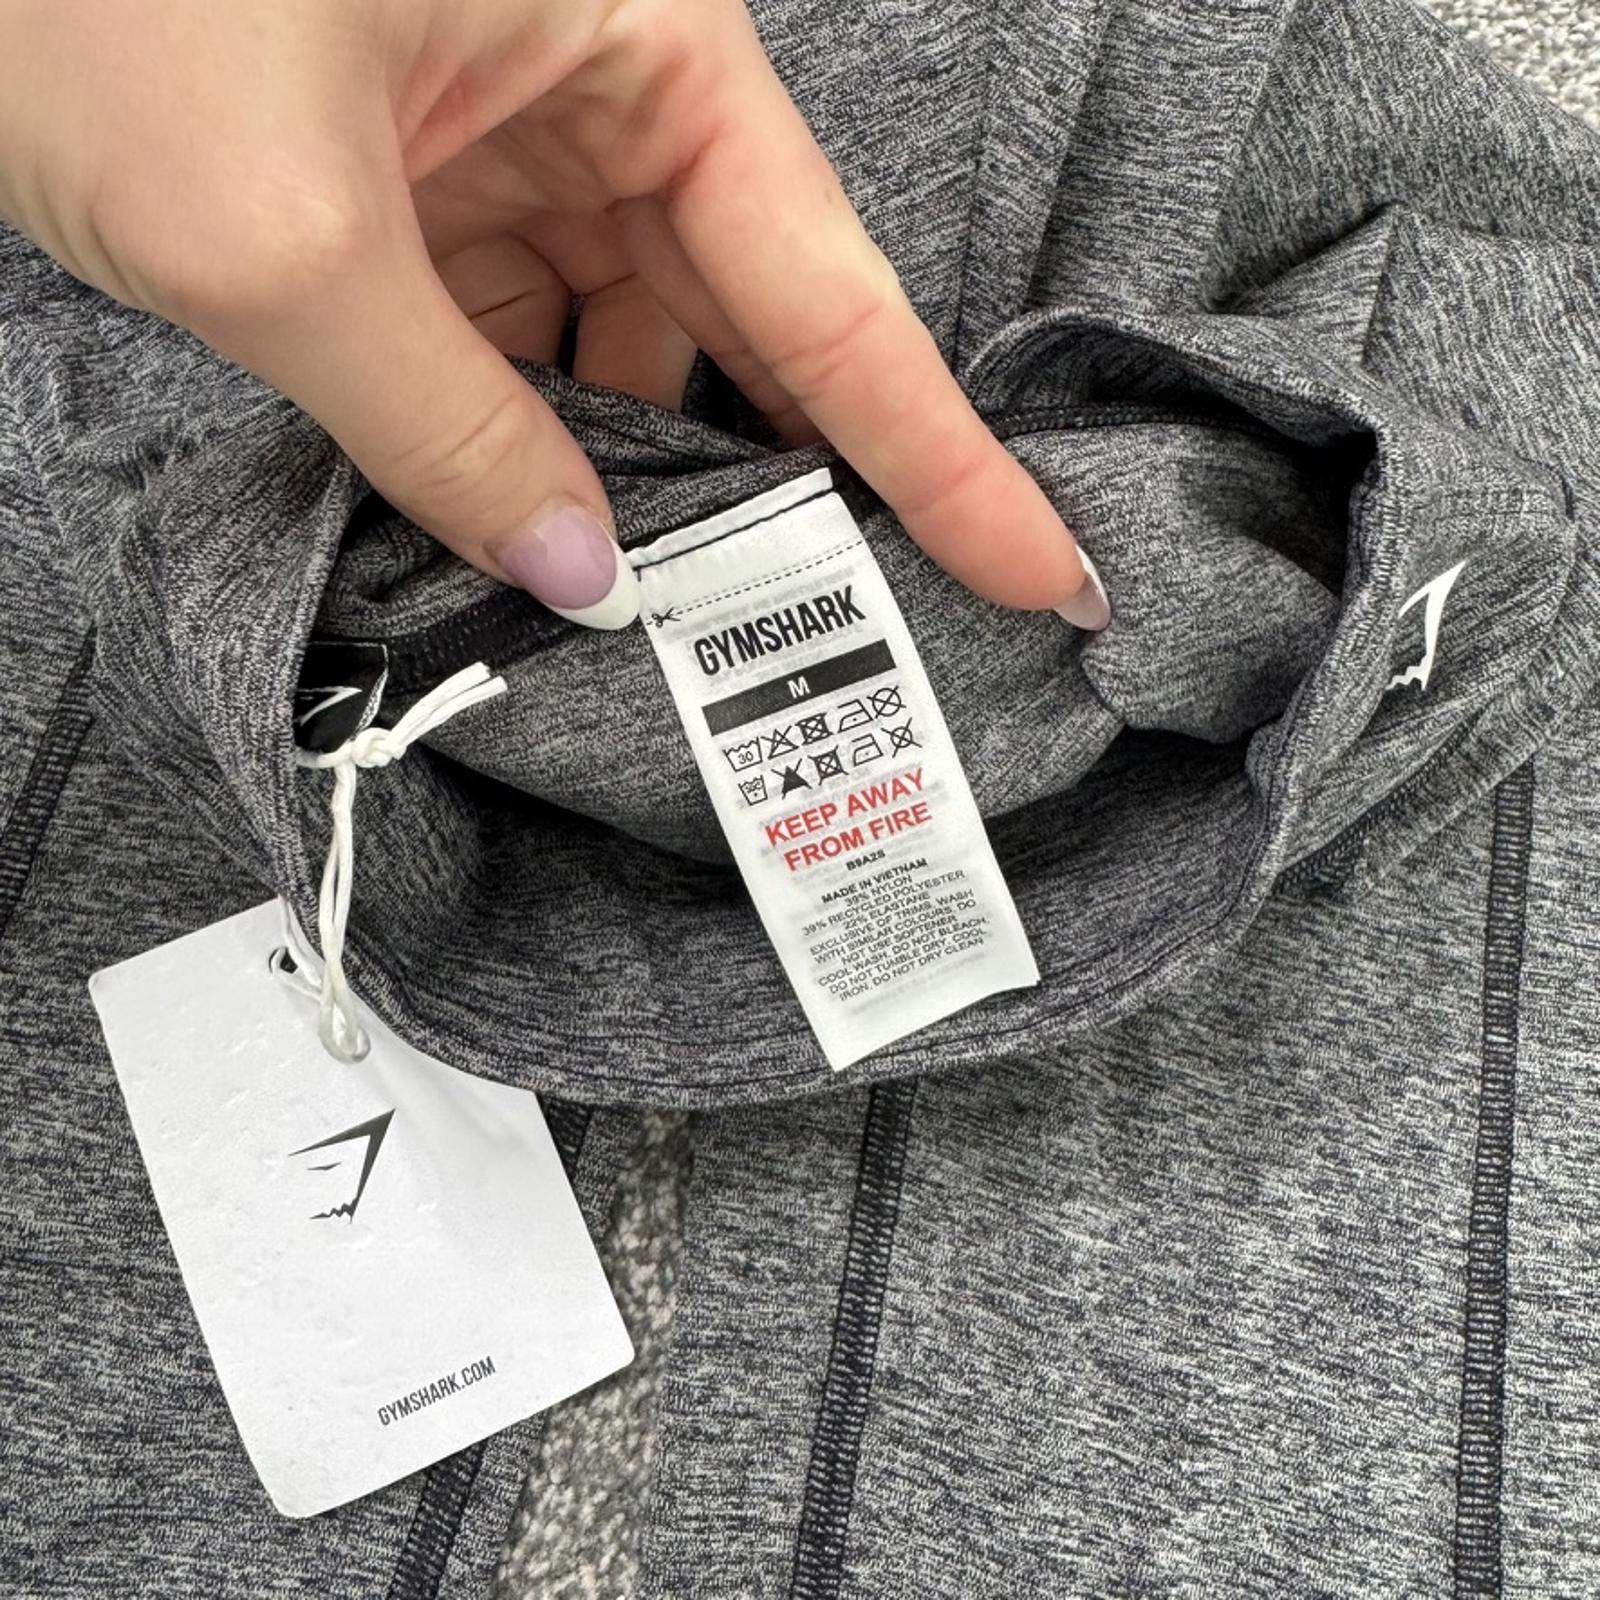 GYMSHARK
M
30
KEEP AWAY
FROM FIRE
B9A2S
MADE IN VIETNAM
39% NYLON
39% RECYCLED POLYESTER
22% ELASTANE
EXCLUSIVE OF TRIMS. WASH
WITH SIMILAR COLOURS, DO
NOT USE SOFTENER
COOL WASH, DO NOT BLEACH,
DO NOT TUMBLE DRY, COOL
IRON, DO NOT DRY CLEAN
GYMSHARK.COM